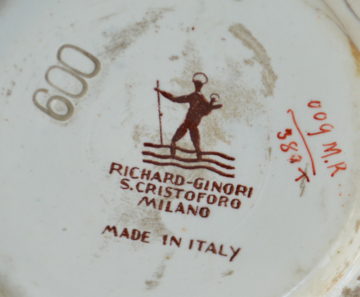 600
RICHARD-GINORI
S.CRISTOFORO
MILANO
MADE IN ITALY
009 M.R